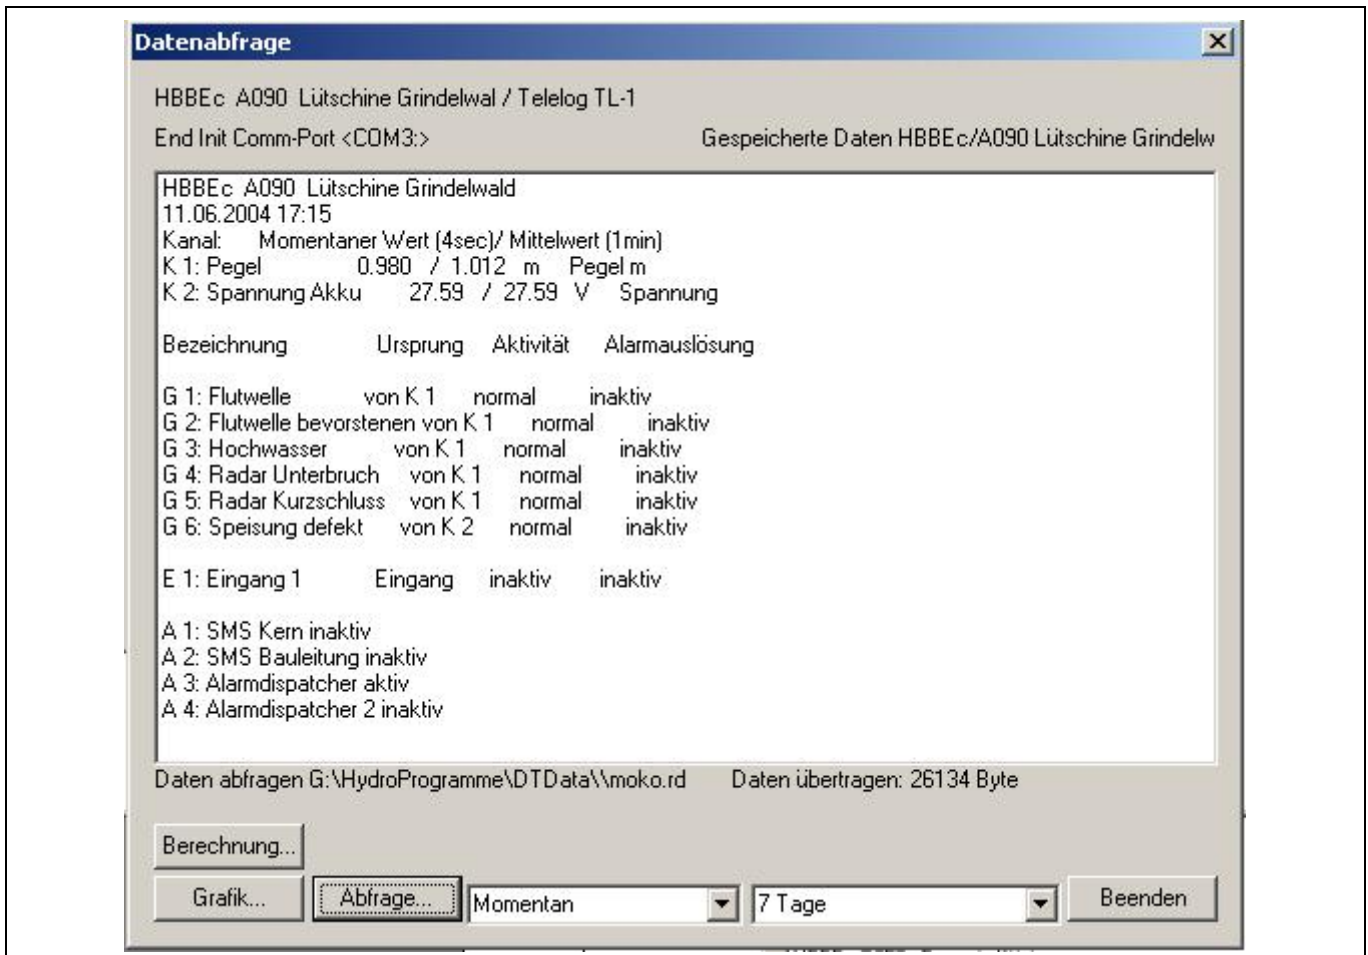 Datenabfrage
HBBEc A090 Lütschine Grindelwal / Telelog TL-1
End Init Comm-Port <COM3:> Gespeicherte Daten HBBEc/A090 Lütschine Grindelw
HBBEc A090 Lütschine Grindelwald
11.06.2004 17:15
Kanal: Momentaner Wert (4sec)/ Mittelwert (1min)
K 1: Pegel 0.980 / 1.012 m Pegel m
K 2: Spannung Akku 27.59 / 27.59 V Spannung
Bezeichnung Ursprung Aktivität Alarmauslösung
G 1: Flutwelle von K 1 normal inaktiv
G 2: Flutwelle bevorstenen von K 1 normal inaktiv
G 3: Hochwasser von K 1 normal inaktiv
G 4: Radar Unterbruch von K 1 normal inaktiv
G 5: Radar Kurzschluss von K 1 normal inaktiv
G 6: Speisung defekt von K 2 normal inaktiv
E 1: Eingang 1 Eingang inaktiv inaktiv
A 1: SMS Kern inaktiv
A 2: SMS Bauleitung inaktiv
A 3: Alarmdispatcher aktiv
A 4: Alarmdispatcher 2 inaktiv
Daten abfragen G:\HydroProgramme\DTData\\moko.rd Daten übertragen: 26134 Byte
Berechnung...
Grafik... Abfrage... Momentan 7 Tage Beenden